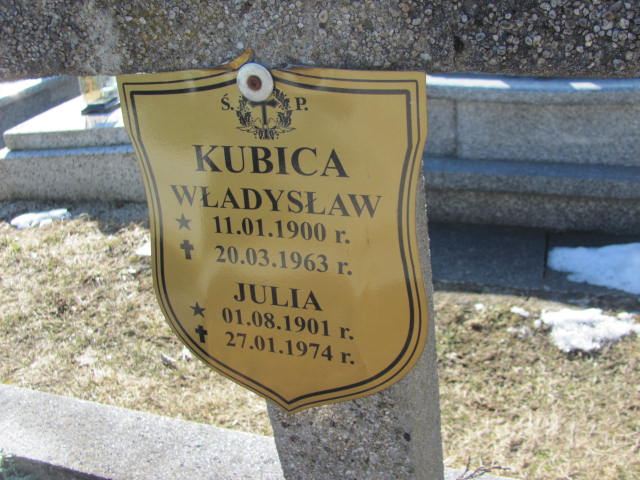 Ś. P.
KUBICA
WŁADYSŁAW
★ 11.01.1900 r.
✝ 20.03.1963 r.
JULIA
★ 01.08.1901 r.
✝ 27.01.1974 r.